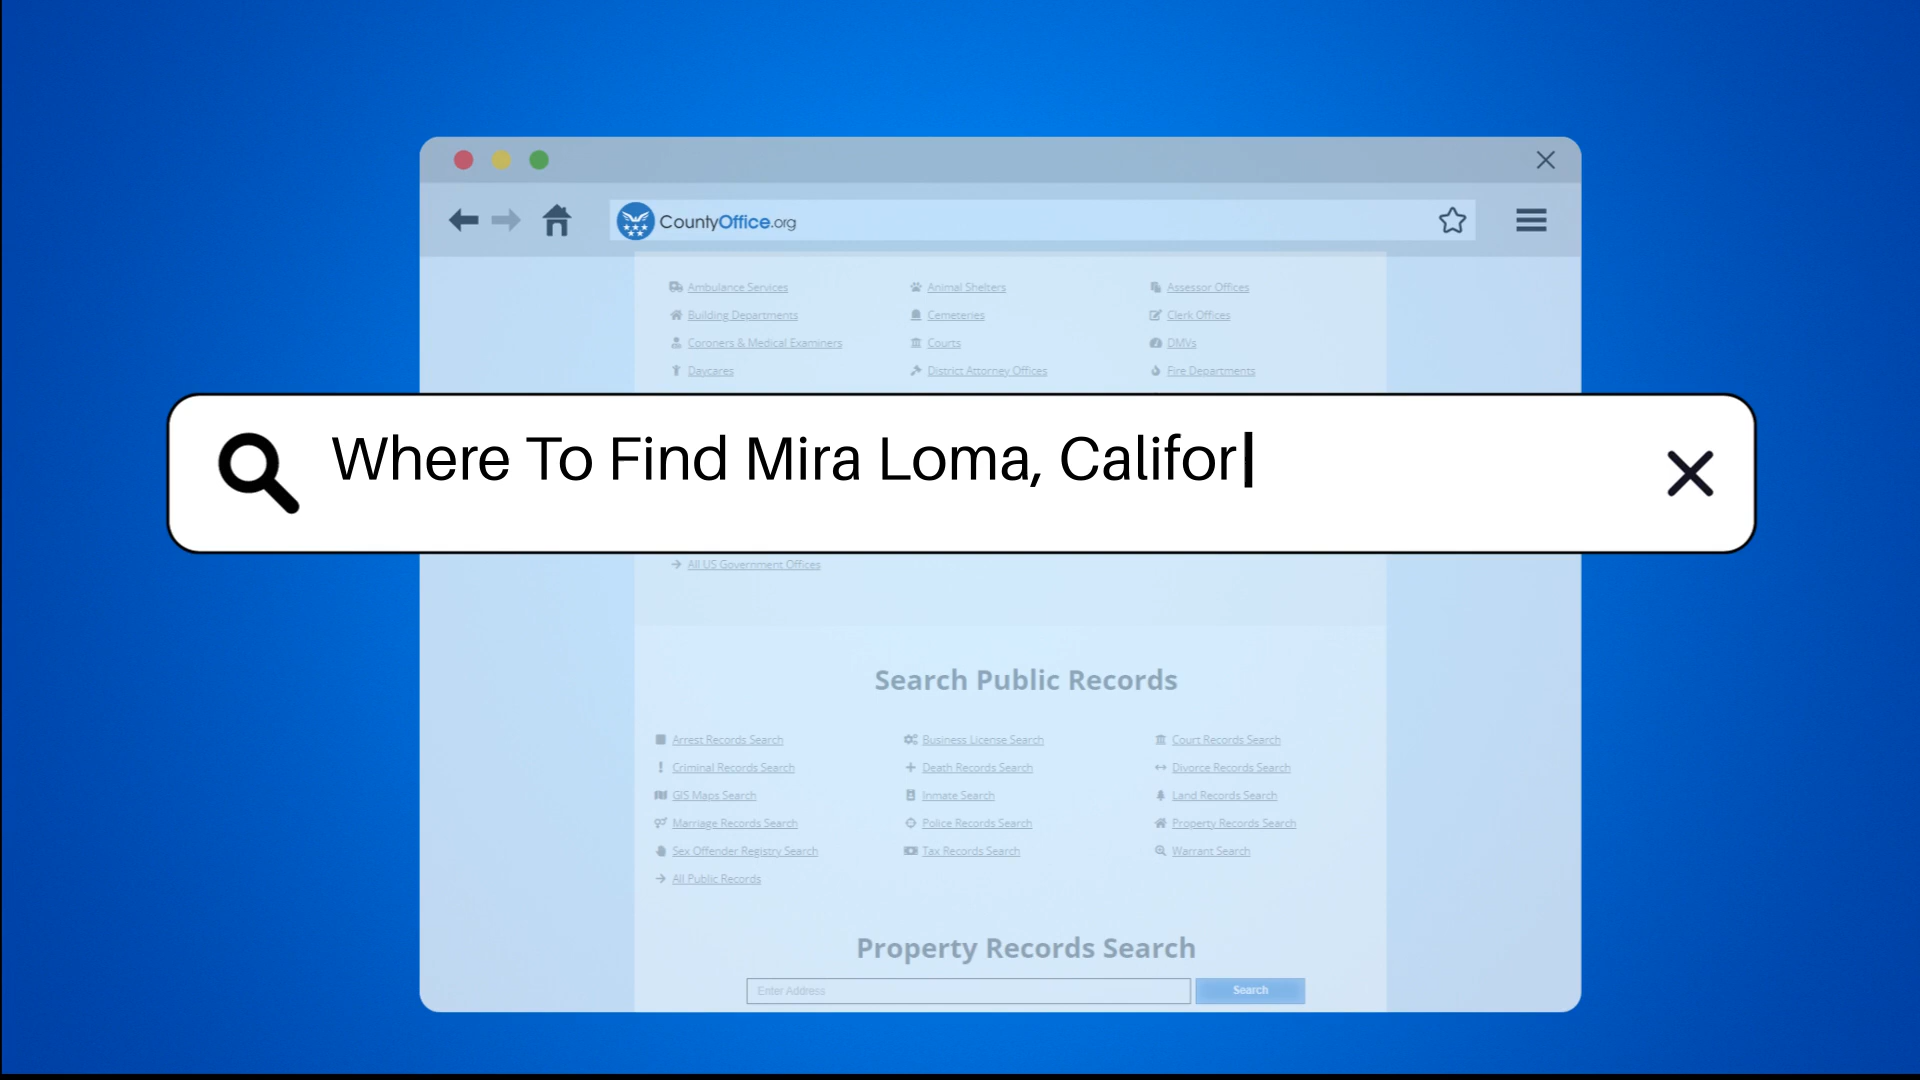 CountyOffice.org
Ambulance Services Animal Shelters Assessor Offices
Building Departments Cemeteries Clerk Offices
Coroners & Medical Examiners Courts DMVs
Daycares District Attorney Offices Fire Departments
Where To Find Mira Loma, Califor
All US Government Offices
Search Public Records
Arrest Records Search Business License Search Court Records Search
Criminal Records Search Death Records Search Divorce Records Search
GIS Maps Search Inmate Search Land Records Search
Marriage Records Search Police Records Search Property Records Search
Sex Offender Registry Search Tax Records Search Warrant Search
All Public Records
Property Records Search
Enter Address Search